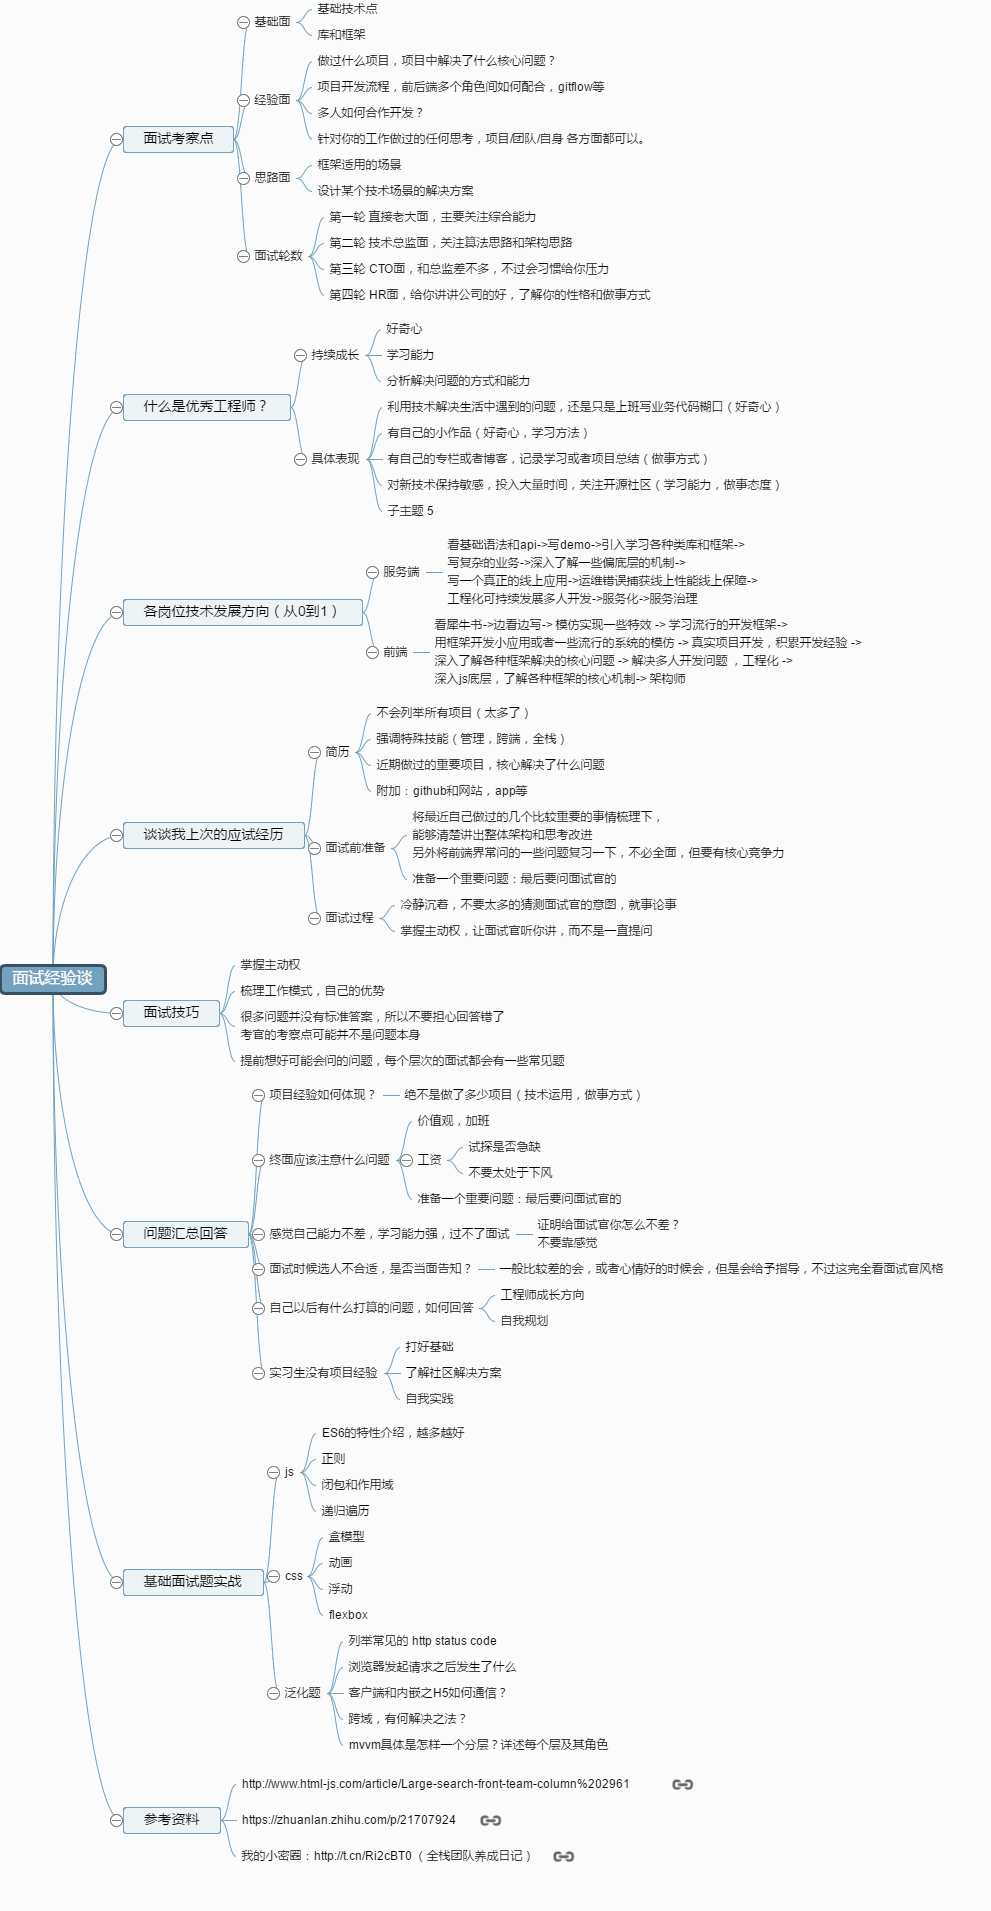 面试经验谈
面试考察点
基础面
基础技术点
库和框架
经验面
做过什么项目，项目中解决了什么核心问题？
项目开发流程，前后端多个角色间如何配合，gitflow等
多人如何合作开发？
针对你的工作做过的任何思考，项目/团队/自身 各方面都可以。
思路面
框架适用的场景
设计某个技术场景的解决方案
面试轮数
第一轮 直接老大面，主要关注综合能力
第二轮 技术总监面，关注算法思路和架构思路
第三轮 CTO面，和总监差不多，不过会习惯给你压力
第四轮 HR面，给你讲讲公司的好，了解你的性格和做事方式
什么是优秀工程师？
持续成长
好奇心
学习能力
分析解决问题的方式和能力
具体表现
利用技术解决生活中遇到的问题，还是只是上班写业务代码糊口（好奇心）
有自己的小作品（好奇心，学习方法）
有自己的专栏或者博客，记录学习或者项目总结（做事方式）
对新技术保持敏感，投入大量时间，关注开源社区（学习能力，做事态度）
子主题 5
各岗位技术发展方向（从0到1）
服务端
看基础语法和api->写demo->引入学习各种类库和框架->
写复杂的业务->深入了解一些偏底层的机制->
写一个真正的线上应用->运维错误捕获线上性能线上保障->
工程化可持续发展多人开发->服务化->服务治理
前端
看犀牛书->边看边写-> 模仿实现一些特效 -> 学习流行的开发框架->
用框架开发小应用或者一些流行的系统的模仿 -> 真实项目开发，积累开发经验 ->
深入了解各种框架解决的核心问题 -> 解决多人开发问题 ，工程化 ->
深入js底层，了解各种框架的核心机制-> 架构师
谈谈我上次的应试经历
简历
不会列举所有项目（太多了）
强调特殊技能（管理，跨端，全栈）
近期做过的重要项目，核心解决了什么问题
附加：github和网站，app等
面试前准备
将最近自己做过的几个比较重要的事情梳理下，
能够清楚讲出整体架构和思考改进
另外将前端界常问的一些问题复习一下，不必全面，但要有核心竞争力
准备一个重要问题：最后要问面试官的
面试过程
冷静沉着，不要太多的猜测面试官的意图，就事论事
掌握主动权，让面试官听你讲，而不是一直提问
面试技巧
掌握主动权
梳理工作模式，自己的优势
很多问题并没有标准答案，所以不要担心回答错了
考官的考察点可能并不是问题本身
提前想好可能会问的问题，每个层次的面试都会有一些常见题
问题汇总回答
项目经验如何体现？
绝不是做了多少项目（技术运用，做事方式）
终面应该注意什么问题
价值观，加班
工资
试探是否急缺
不要太处于下风
准备一个重要问题：最后要问面试官的
感觉自己能力不差，学习能力强，过不了面试
证明给面试官你怎么不差？
不要靠感觉
面试时候选人不合适，是否当面告知？
一般比较差的会，或者心情好的时候会，但是会给予指导，不过这完全看面试官风格
自己以后有什么打算的问题，如何回答
工程师成长方向
自我规划
实习生没有项目经验
打好基础
了解社区解决方案
自我实践
基础面试题实战
js
ES6的特性介绍，越多越好
正则
闭包和作用域
递归遍历
css
盒模型
动画
浮动
flexbox
泛化题
列举常见的 http status code
浏览器发起请求之后发生了什么
客户端和内嵌之H5如何通信？
跨域，有何解决之法？
mvvm具体是怎样一个分层？详述每个层及其角色
参考资料
http://www.html-js.com/article/Large-search-front-team-column%202961
https://zhuanlan.zhihu.com/p/21707924
我的小密圈：http://t.cn/Ri2cBT0（全栈团队养成日记）